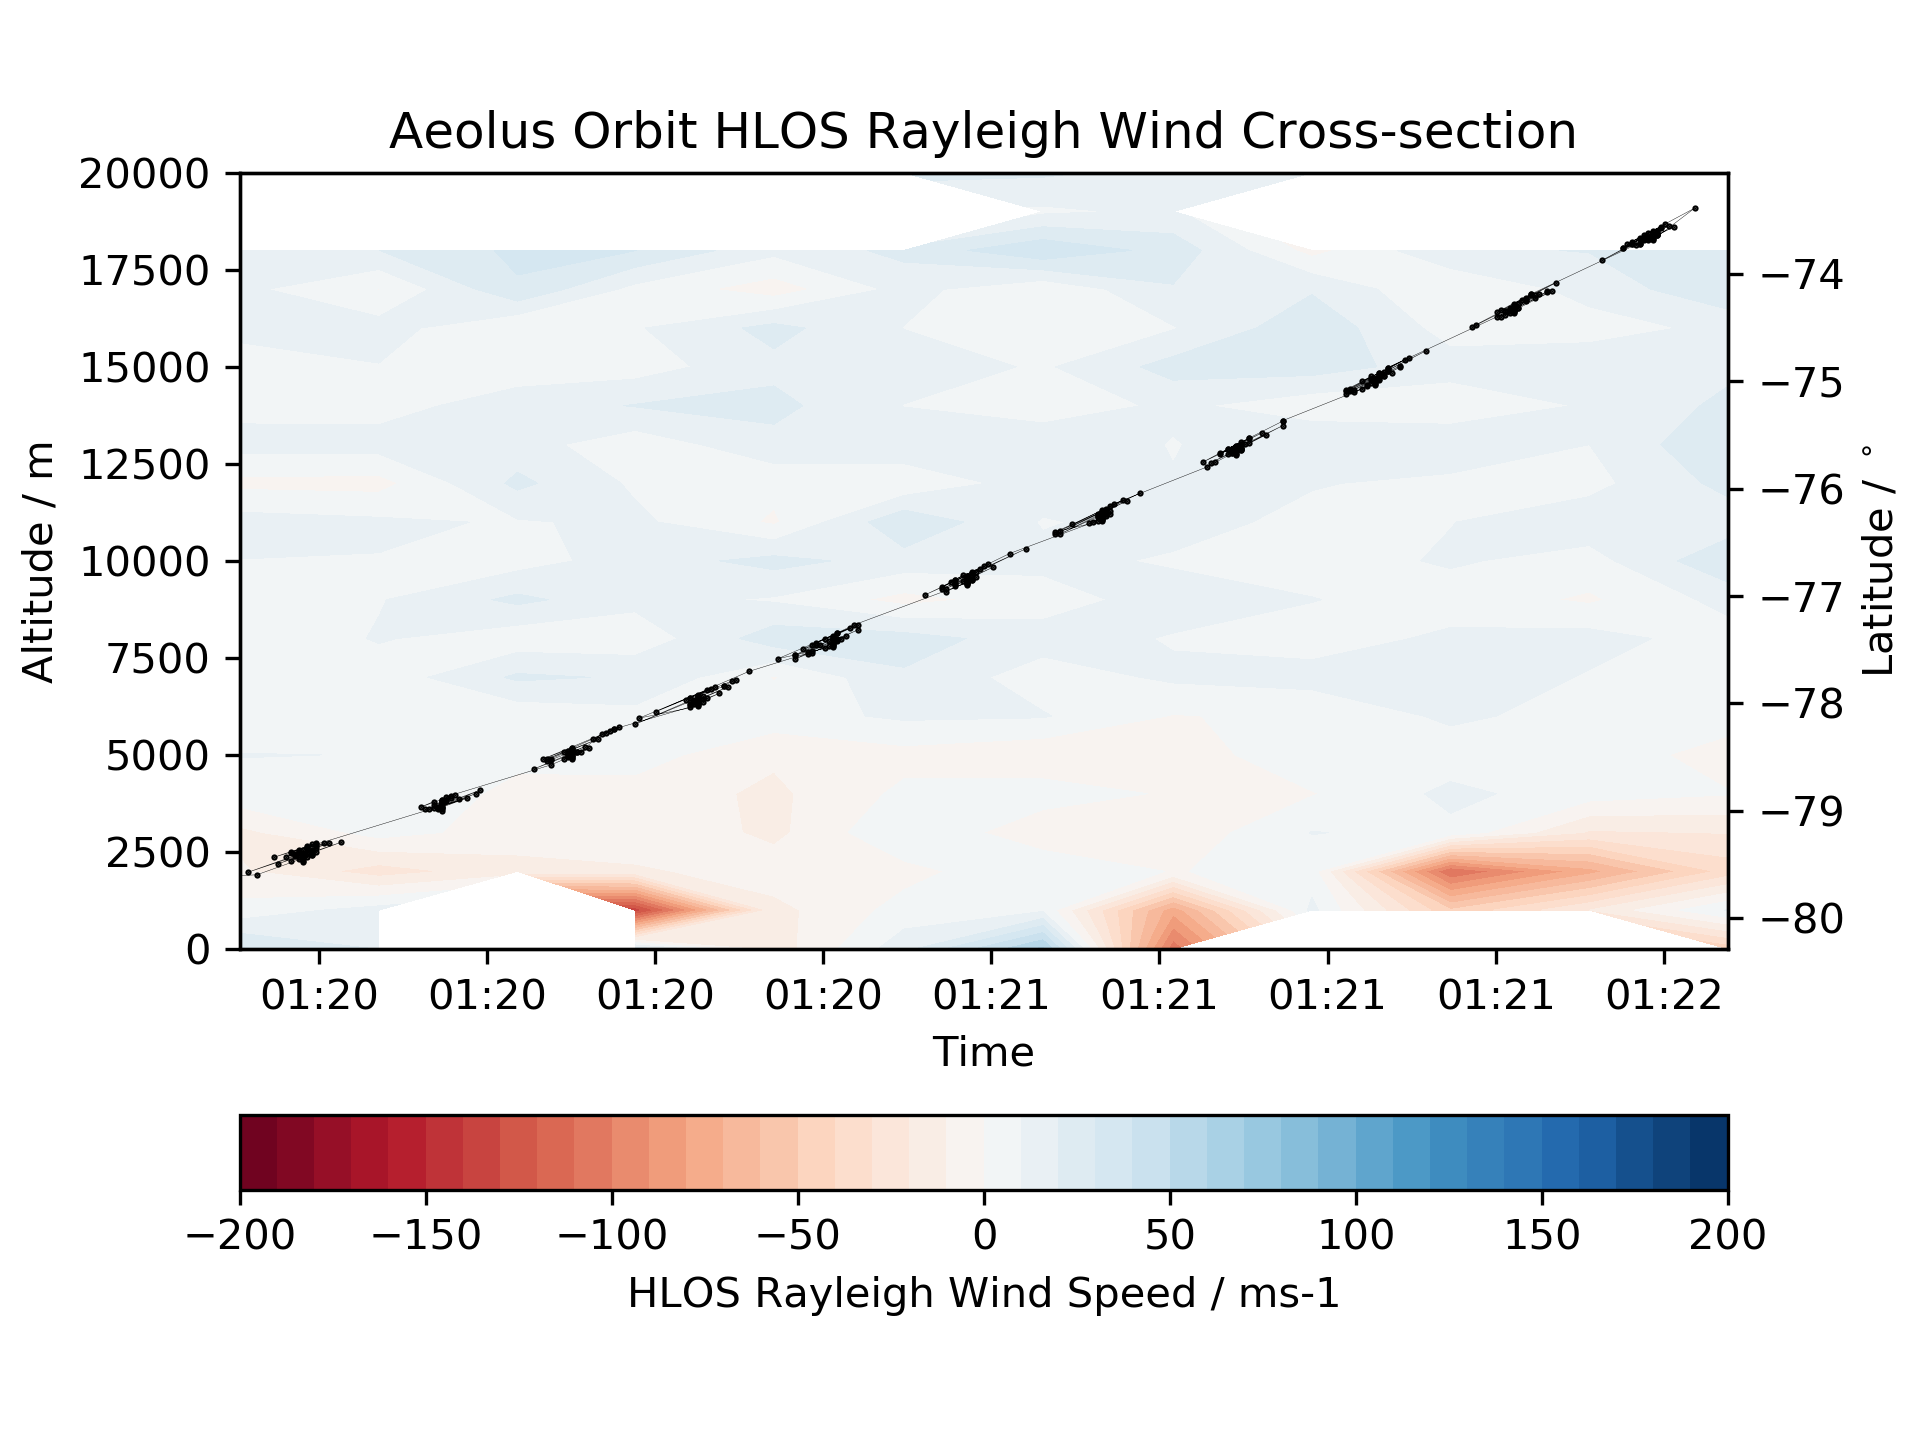 Aeolus Orbit HLOS Rayleigh Wind Cross-section
20000
17500
15000
12500
10000
7500
5000
2500
0
Altitude / m
−74
−75
−76
−77
−78
−79
−80
Latitude / °
01:20 01:20 01:20 01:20 01:21 01:21 01:21 01:21 01:22
Time
−200 −150 −100 −50 0 50 100 150 200
HLOS Rayleigh Wind Speed / ms-1